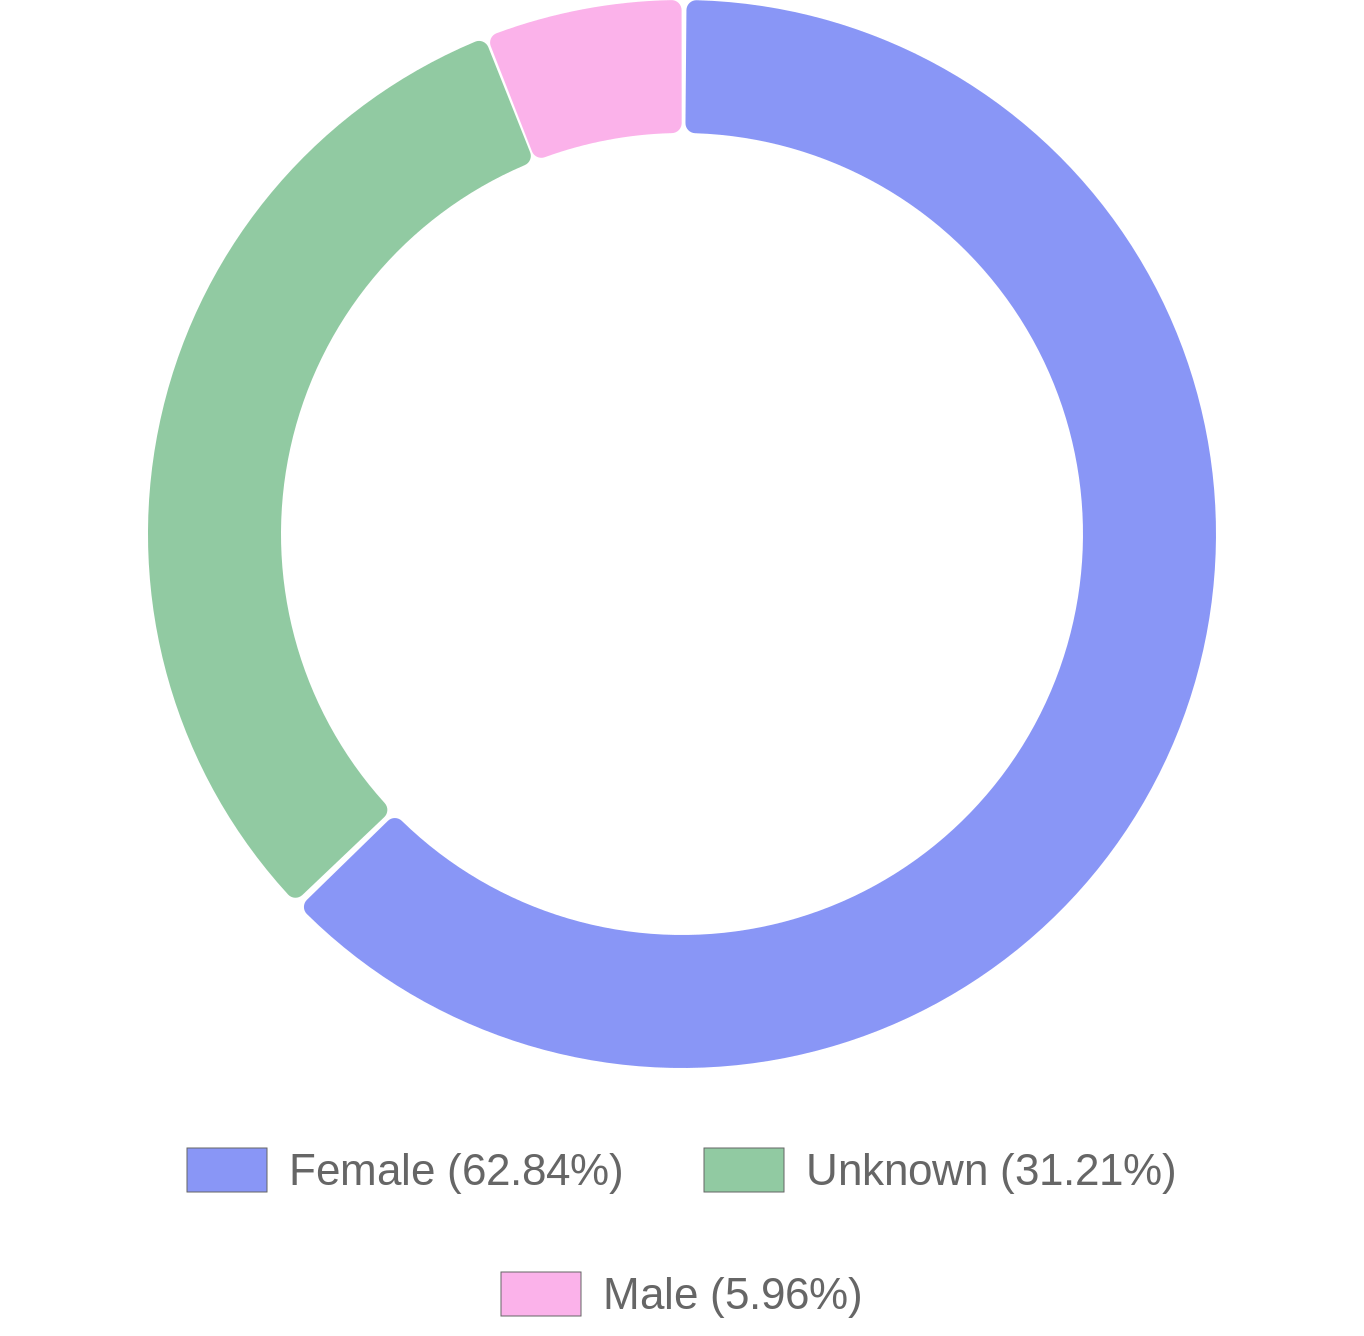 Female (62.84%)
Unknown (31.21%)
Male (5.96%)